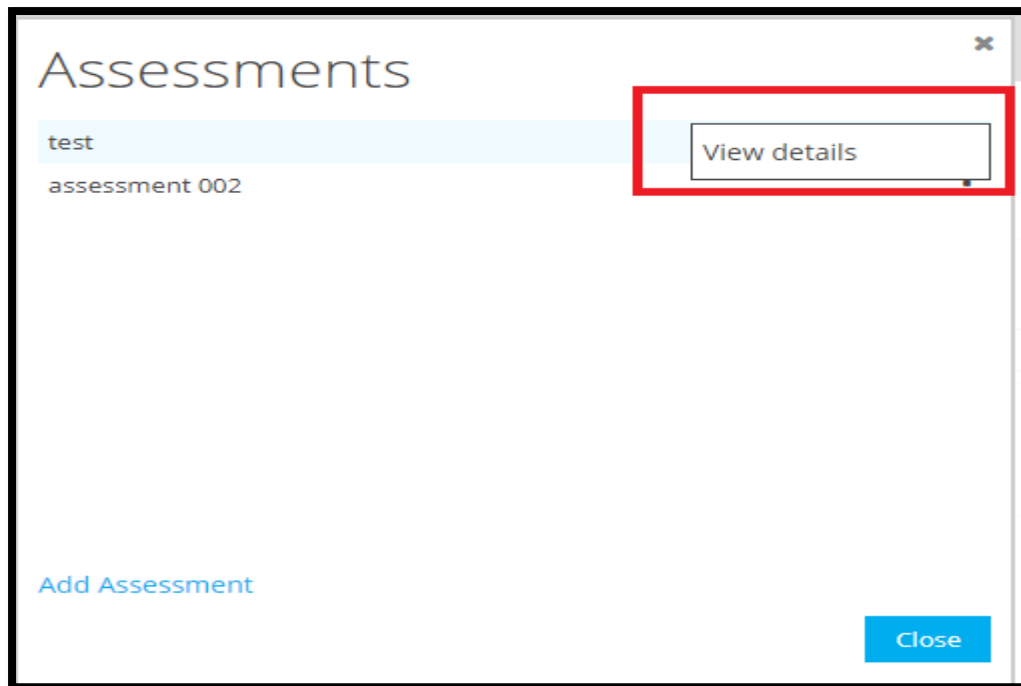 Assessments
test
View details
assessment 002
Add Assessment
Close